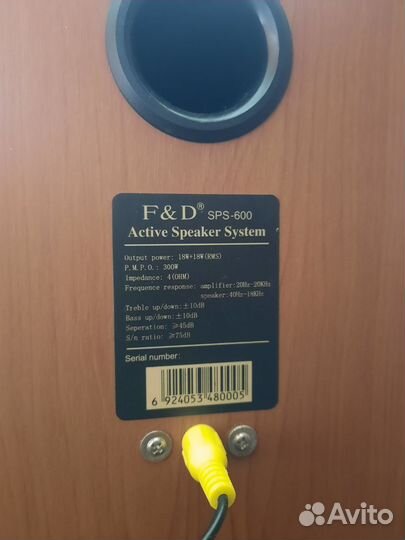 F&D® SPS-600
Active Speaker System
Output power: 18W+18W(RMS)
P.M.P.O.: 300W
Impedance: 4(OHM)
Frequence response: amplifier:20Hz-20KHz
speaker:40Hz-18KHz
Treble up/down:±10dB
Bass up/down:±10dB
Seperation: ≥45dB
S/n ratio: ≥75dB
Serial number:
6 924053 480005
Avito